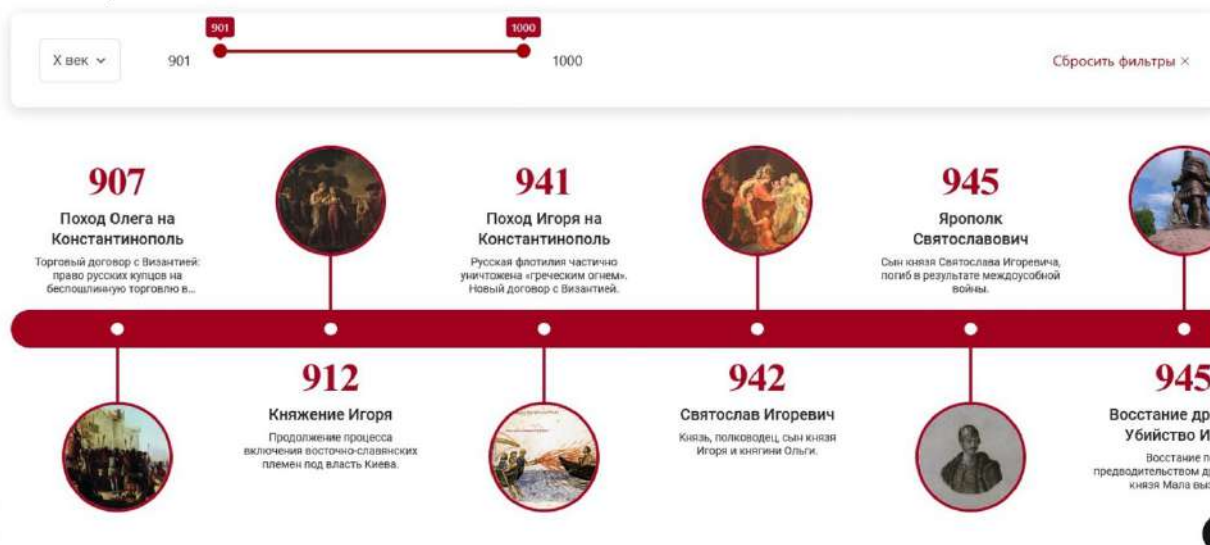 901
1000
X век
901
1000
Сбросить фильтры ×
907
Поход Олега на
Константинополь
Торговый договор с Византией:
право русских купцов на
беспошлинную торговлю в...
941
Поход Игоря на
Константинополь
Русская флотилия частично
уничтожена «греческим огнем».
Новый договор с Византией.
945
Ярополк
Святославович
Сын князя Святослава Игоревича,
погиб в результате междоусобной
войны.
912
Княжение Игоря
Продолжение процесса
включения восточно-славянских
племен под власть Киева.
942
Святослав Игоревич
Князь, полководец, сын князя
Игоря и княгини Ольги.
945
Восстание др
Убийство И
Восстание п
предводительством д
князя Мала выз